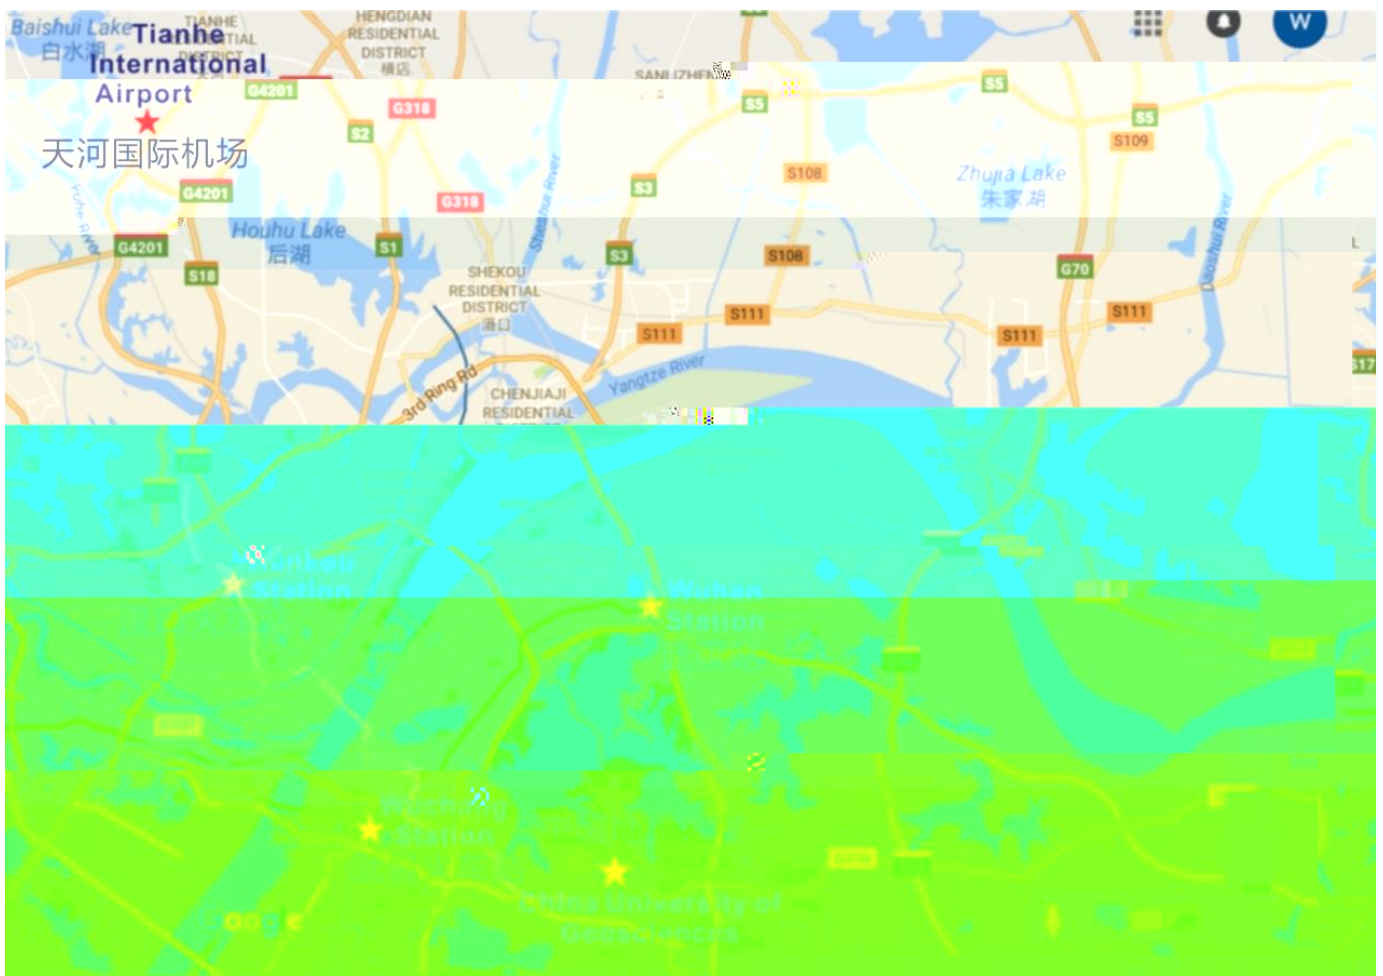 Baishui Lake
白水湖
TIANHE
RESIDENTIAL
DISTRICT
HENGDIAN
RESIDENTIAL
DISTRICT
横店
W
Tianhe
International
Airport
天河国际机场
G4201
G318
S2
S5
S5
S5
S109
S108
Zhujia Lake
朱家湖
S3
G4201
G318
Sheshui River
Fuhe River
Houhu Lake
后湖
G4201
S18
S1
S3
S108
G70
Daoshui River
SHEKOU
RESIDENTIAL
DISTRICT
滠口
S111
S111
S111
S111
S17
3rd Ring Rd
Yangtze River
CHENJIAJI
RESIDENTIAL
Station
Wuhan
Station
Wuchang
Station
China University of
Geosciences
Google